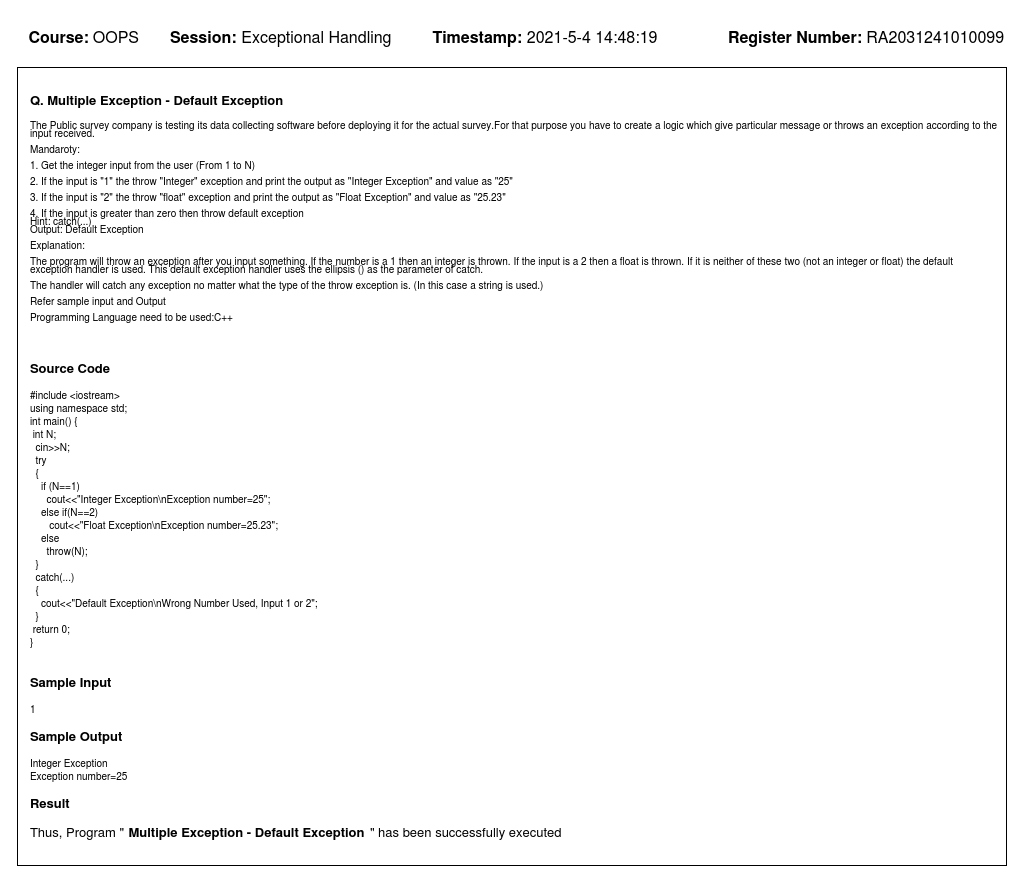 Course: OOPS Session: Exceptional Handling Timestamp: 2021-5-4 14:48:19 Register Number: RA2031241010099
Q. Multiple Exception - Default Exception
The Public survey company is testing its data collecting software before deploying it for the actual survey.For that purpose you have to create a logic which give particular message or throws an exception according to the
input received.
Mandaroty:
1. Get the integer input from the user (From 1 to N)
2. If the input is "1" the throw "Integer" exception and print the output as "Integer Exception" and value as "25"
3. If the input is "2" the throw "float" exception and print the output as "Float Exception" and value as "25.23"
4. If the input is greater than zero then throw default exception
Hint: catch(...)
Output: Default Exception
Explanation:
The program will throw an exception after you input something. If the number is a 1 then an integer is thrown. If the input is a 2 then a float is thrown. If it is neither of these two (not an integer or float) the default
exception handler is used. This default exception handler uses the ellipsis () as the parameter of catch.
The handler will catch any exception no matter what the type of the throw exception is. (In this case a string is used.)
Refer sample input and Output
Programming Language need to be used:C++
Source Code
#include <iostream>
using namespace std;
int main() {
int N;
cin>>N;
try
{
if (N==1)
cout<<"Integer Exception\nException number=25";
else if(N==2)
cout<<"Float Exception\nException number=25.23";
else
throw(N);
}
catch(...)
{
cout<<"Default Exception\nWrong Number Used, Input 1 or 2";
}
return 0;
}
Sample Input
1
Sample Output
Integer Exception
Exception number=25
Result
Thus, Program " Multiple Exception - Default Exception " has been successfully executed